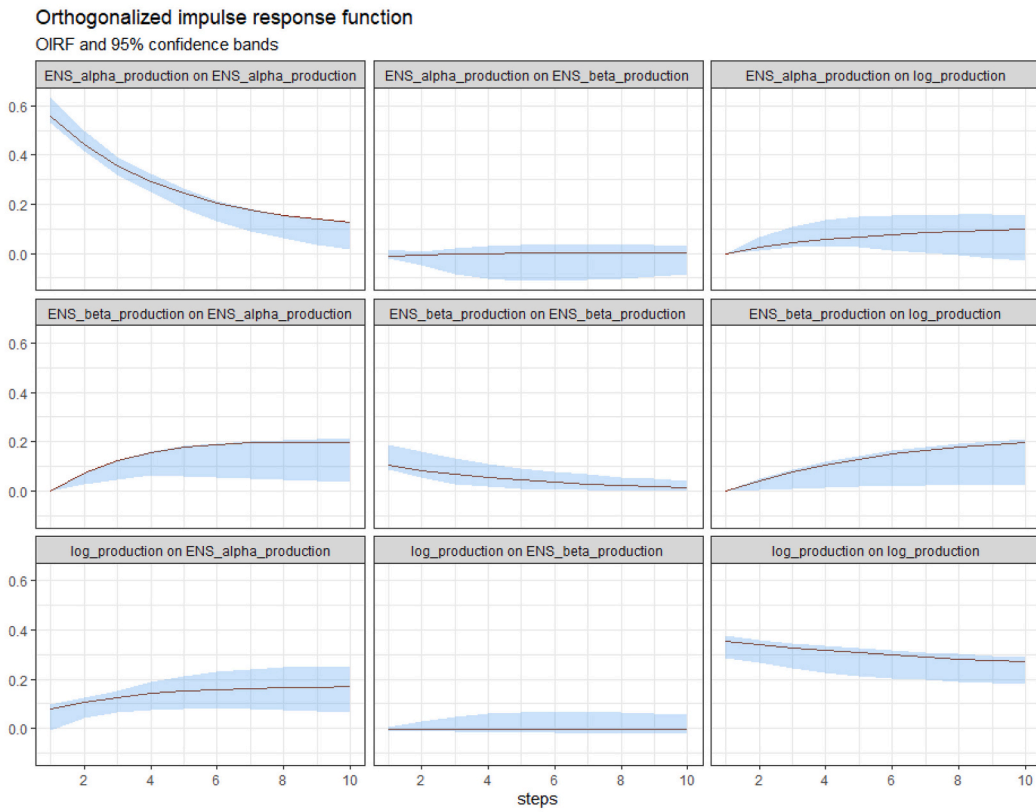 Orthogonalized impulse response function
OIRF and 95% confidence bands
ENS_alpha_production on ENS_alpha_production
ENS_alpha_production on ENS_beta_production
ENS_alpha_production on log_production
0.6
0.4
0.2
0.0
ENS_beta_production on ENS_alpha_production
ENS_beta_production on ENS_beta_production
ENS_beta_production on log_production
0.6
0.4
0.2
0.0
log_production on ENS_alpha_production
log_production on ENS_beta_production
log_production on log_production
0.6
0.4
0.2
0.0
2 4 6 8 10
2 4 6 8 10
2 4 6 8 10
steps